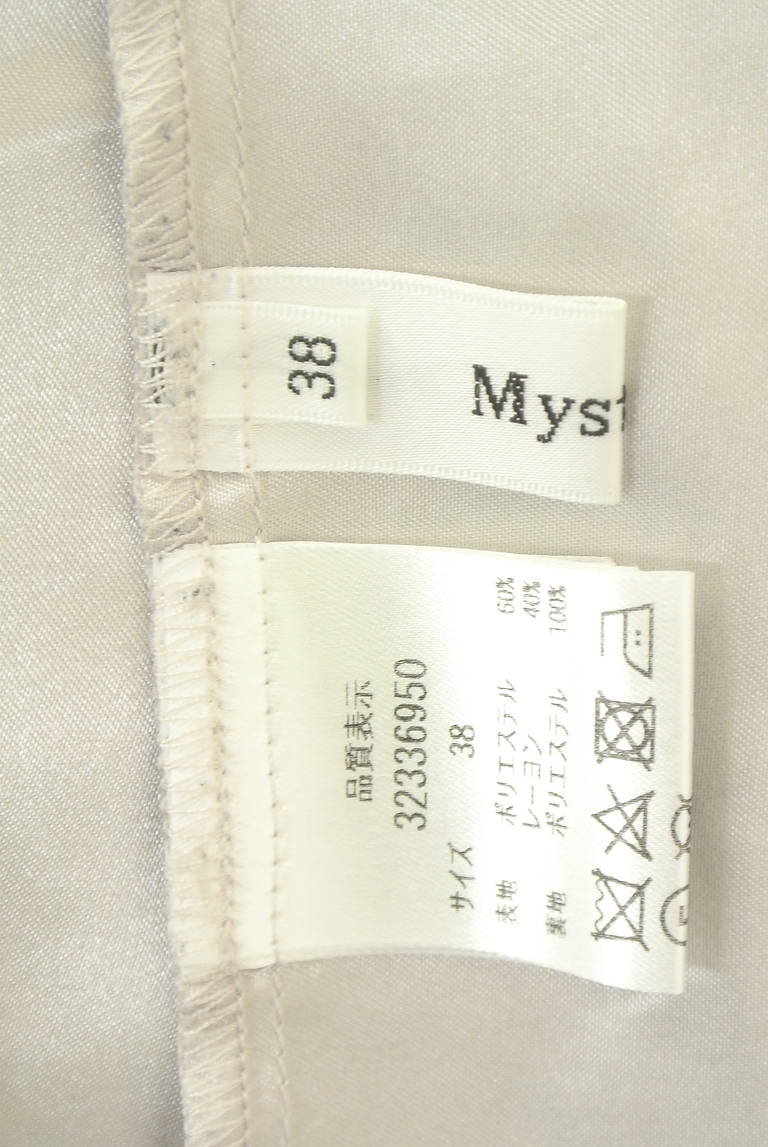 38
Mys
品質表示
32336950
サイズ 38
表地 ポリエステル 60%
レーヨン 40%
裏地 ポリエステル 100%